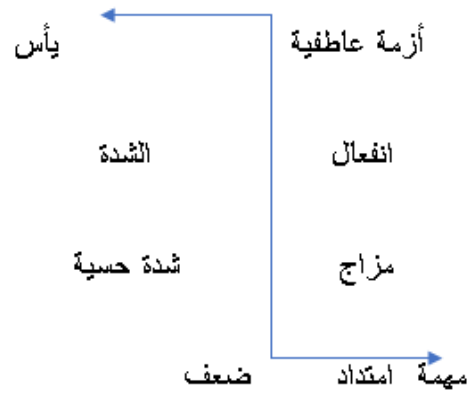 أزمة عاطفية يأس
انفعال الشدة
مزاج شدة حسية
مهمة امتداد ضعف